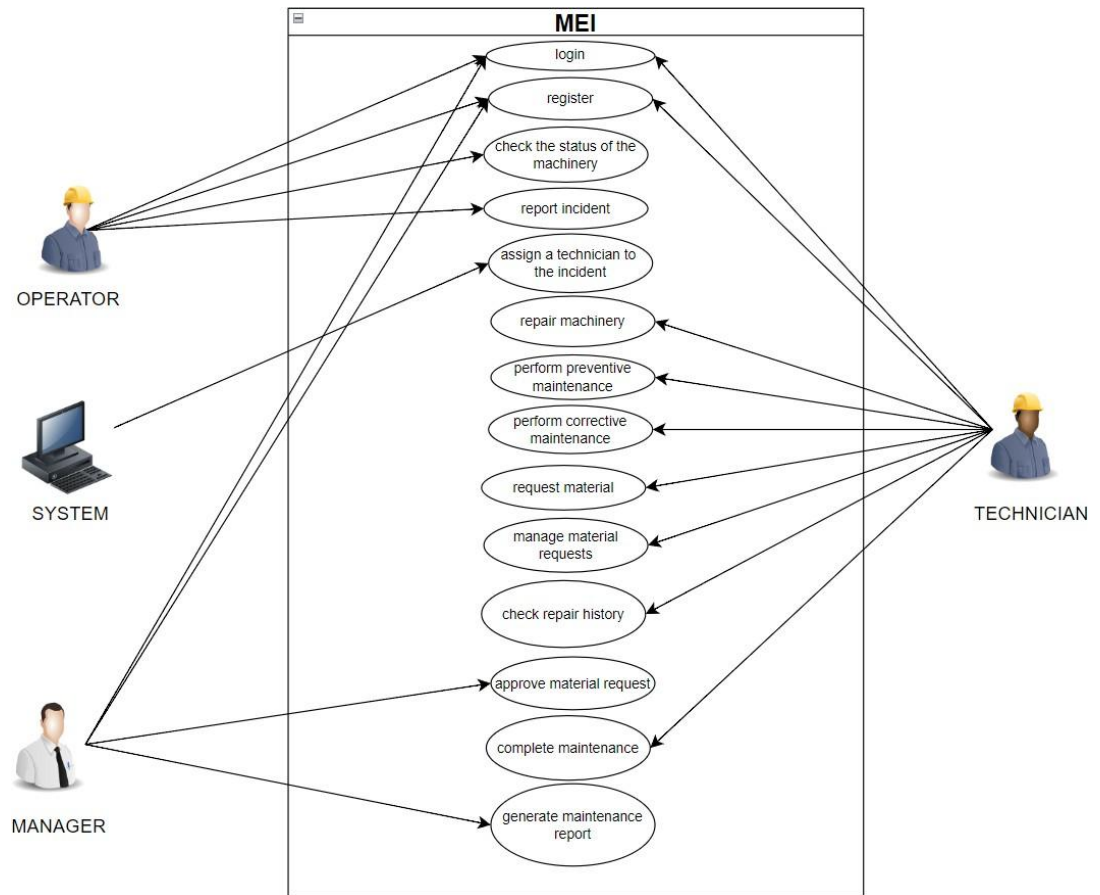 MEI
login
register
check the status of the
machinery
report incident
assign a technician to
the incident
repair machinery
perform preventive
maintenance
perform corrective
maintenance
request material
manage material
requests
check repair history
approve material request
complete maintenance
generate maintenance
report
OPERATOR
SYSTEM
MANAGER
TECHNICIAN